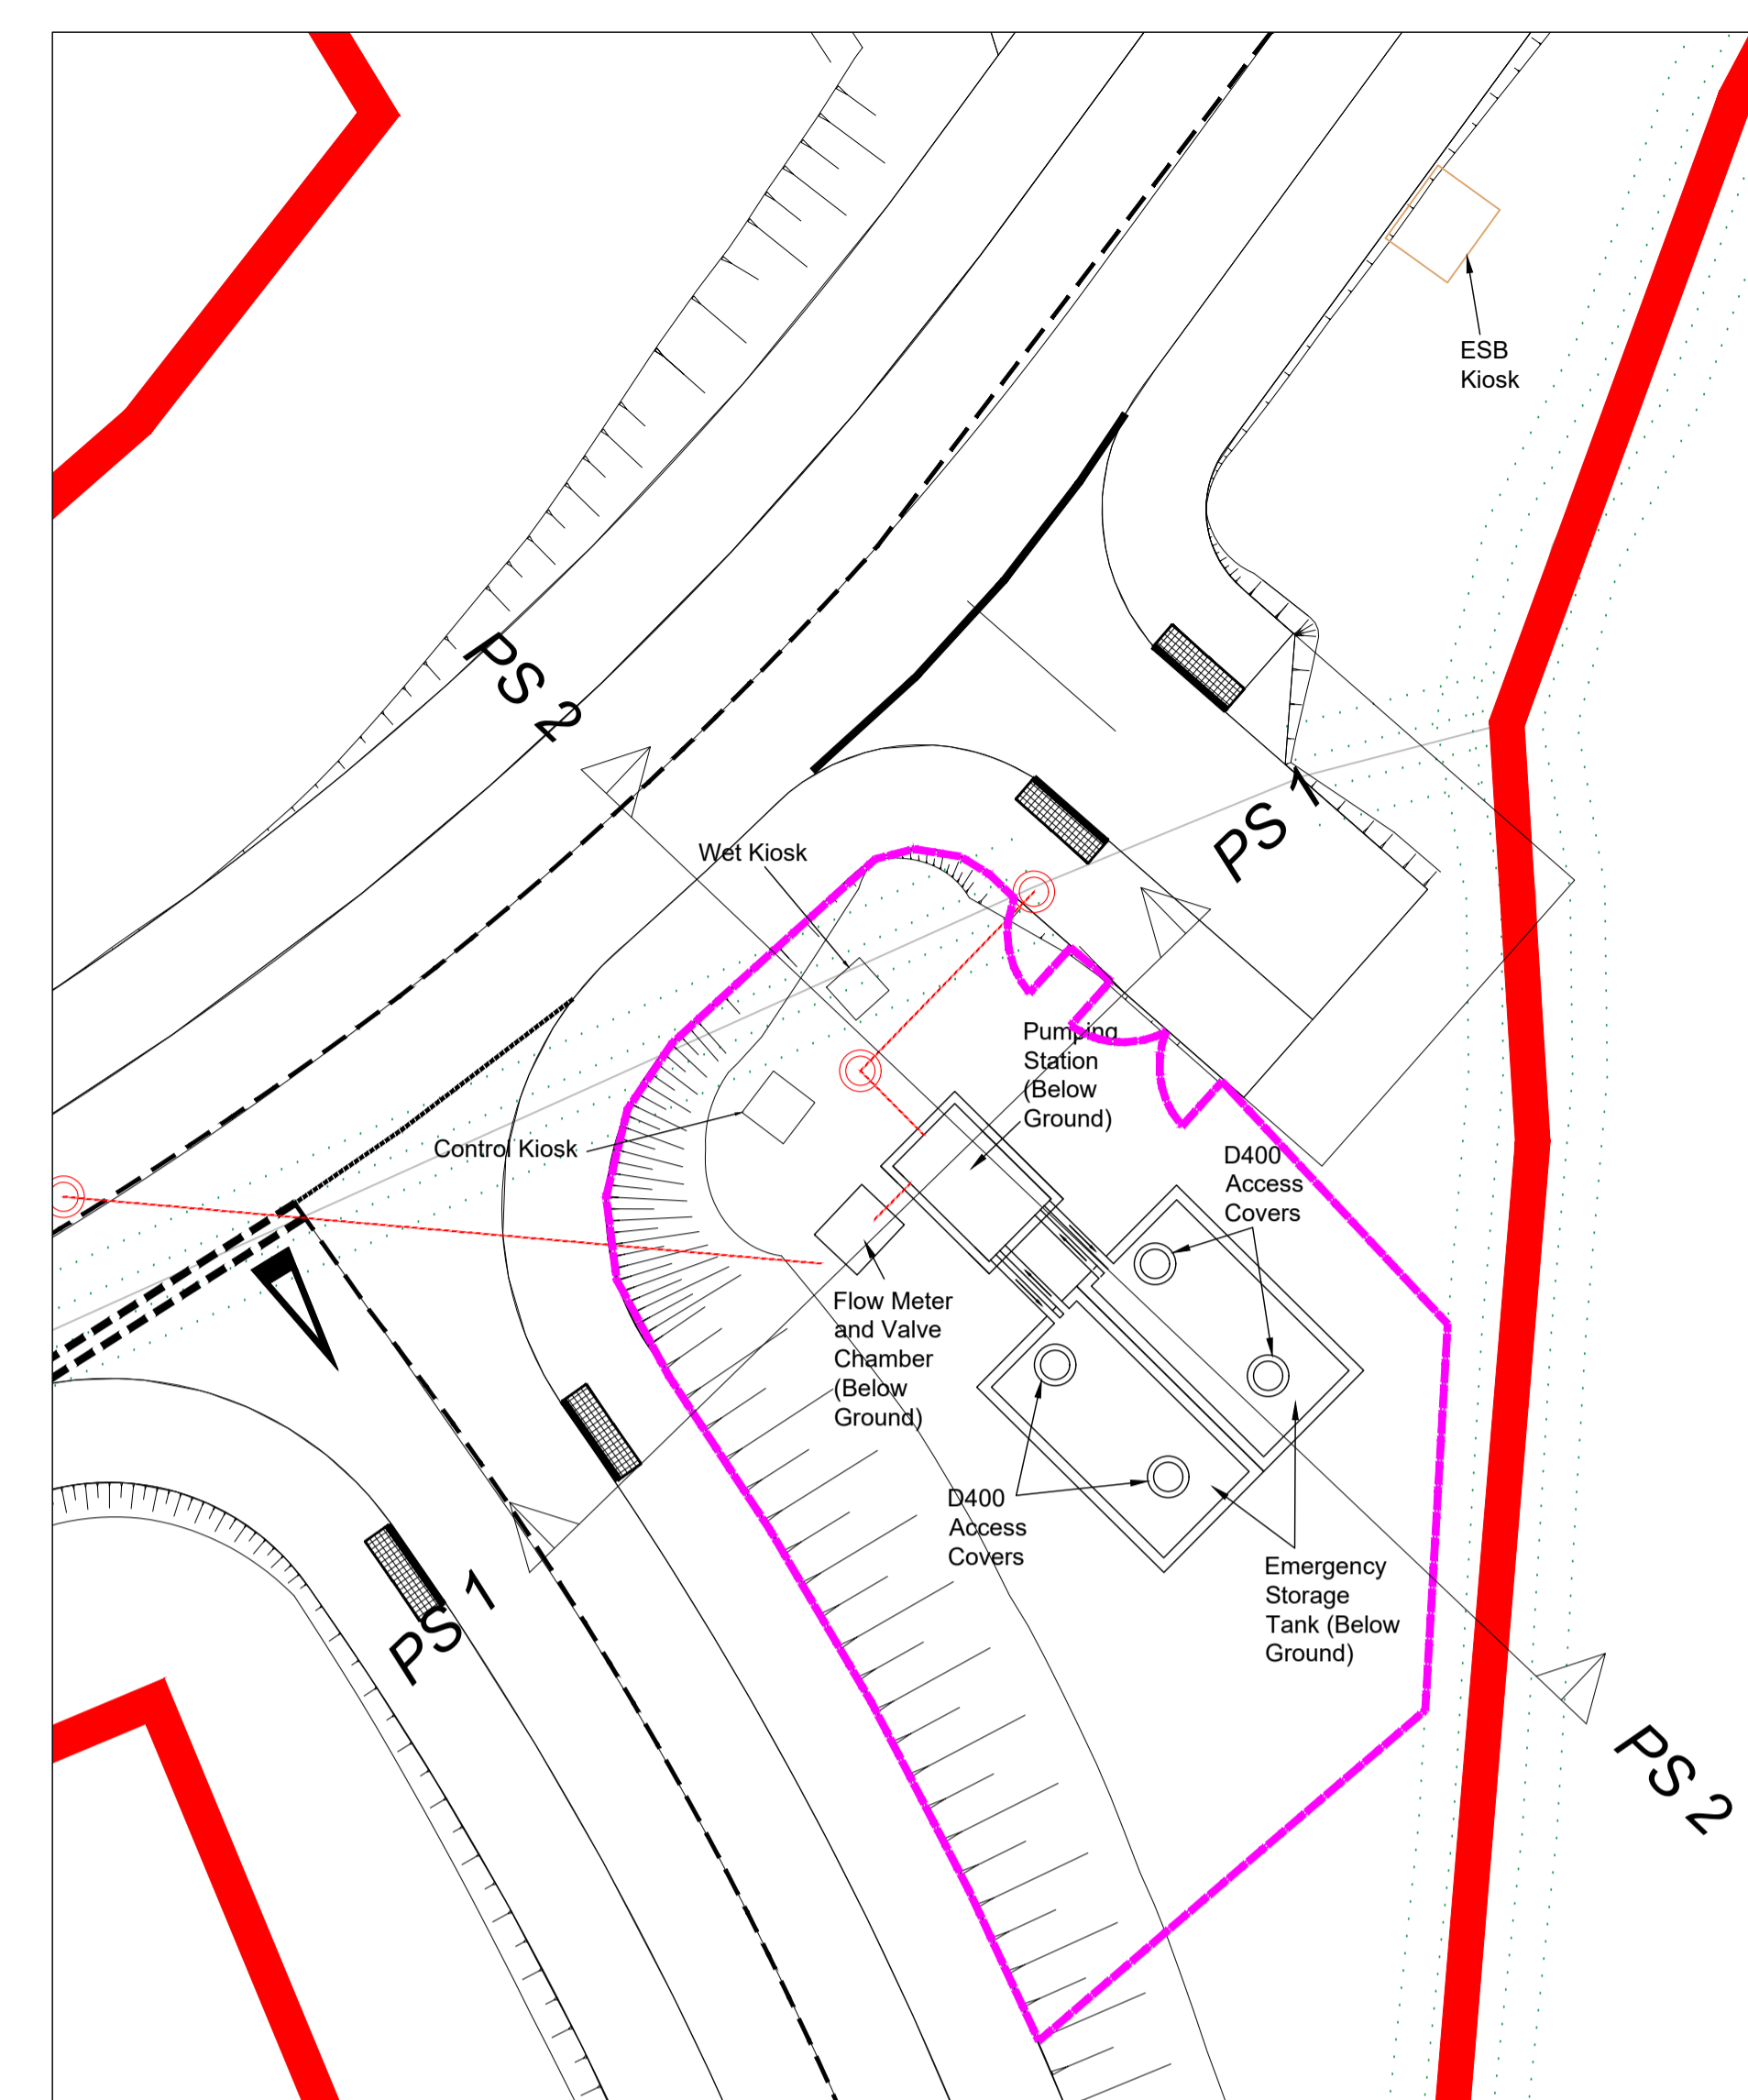 ESB
Kiosk
PS 2
PS 1
Wet Kiosk
Pumping
Station
(Below
Ground)
Control Kiosk
D400
Access
Covers
Flow Meter
and Valve
Chamber
(Below
Ground)
D400
Access
Covers
Emergency
Storage
Tank (Below
Ground)
PS 1
PS 2